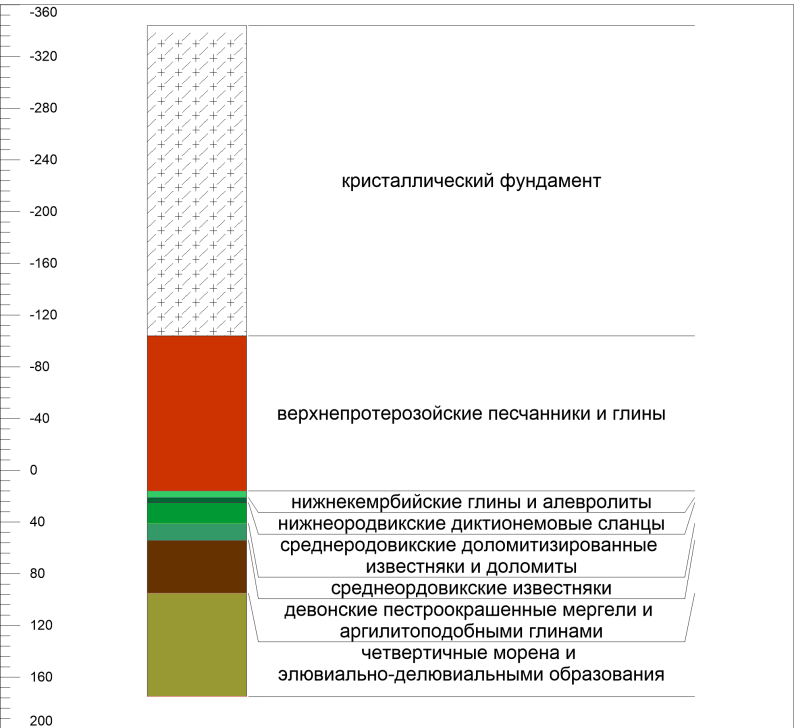 -360
-320
-280
-240
кристаллический фундамент
-200
-160
-120
-80
верхнепротерозойские песчанники и глины
-40
0
нижнекемрбийские глины и алевролиты
40
нижнеордвикские диктионемовые сланцы
среднеродовикские доломитизированные
известняки и доломиты
80
среднеордовикские известняки
девонские пестроокрашенные мергели и
120
аргилитоподобными глинами
четвертичные морена и
160
элювиально-делювиальными образования
200